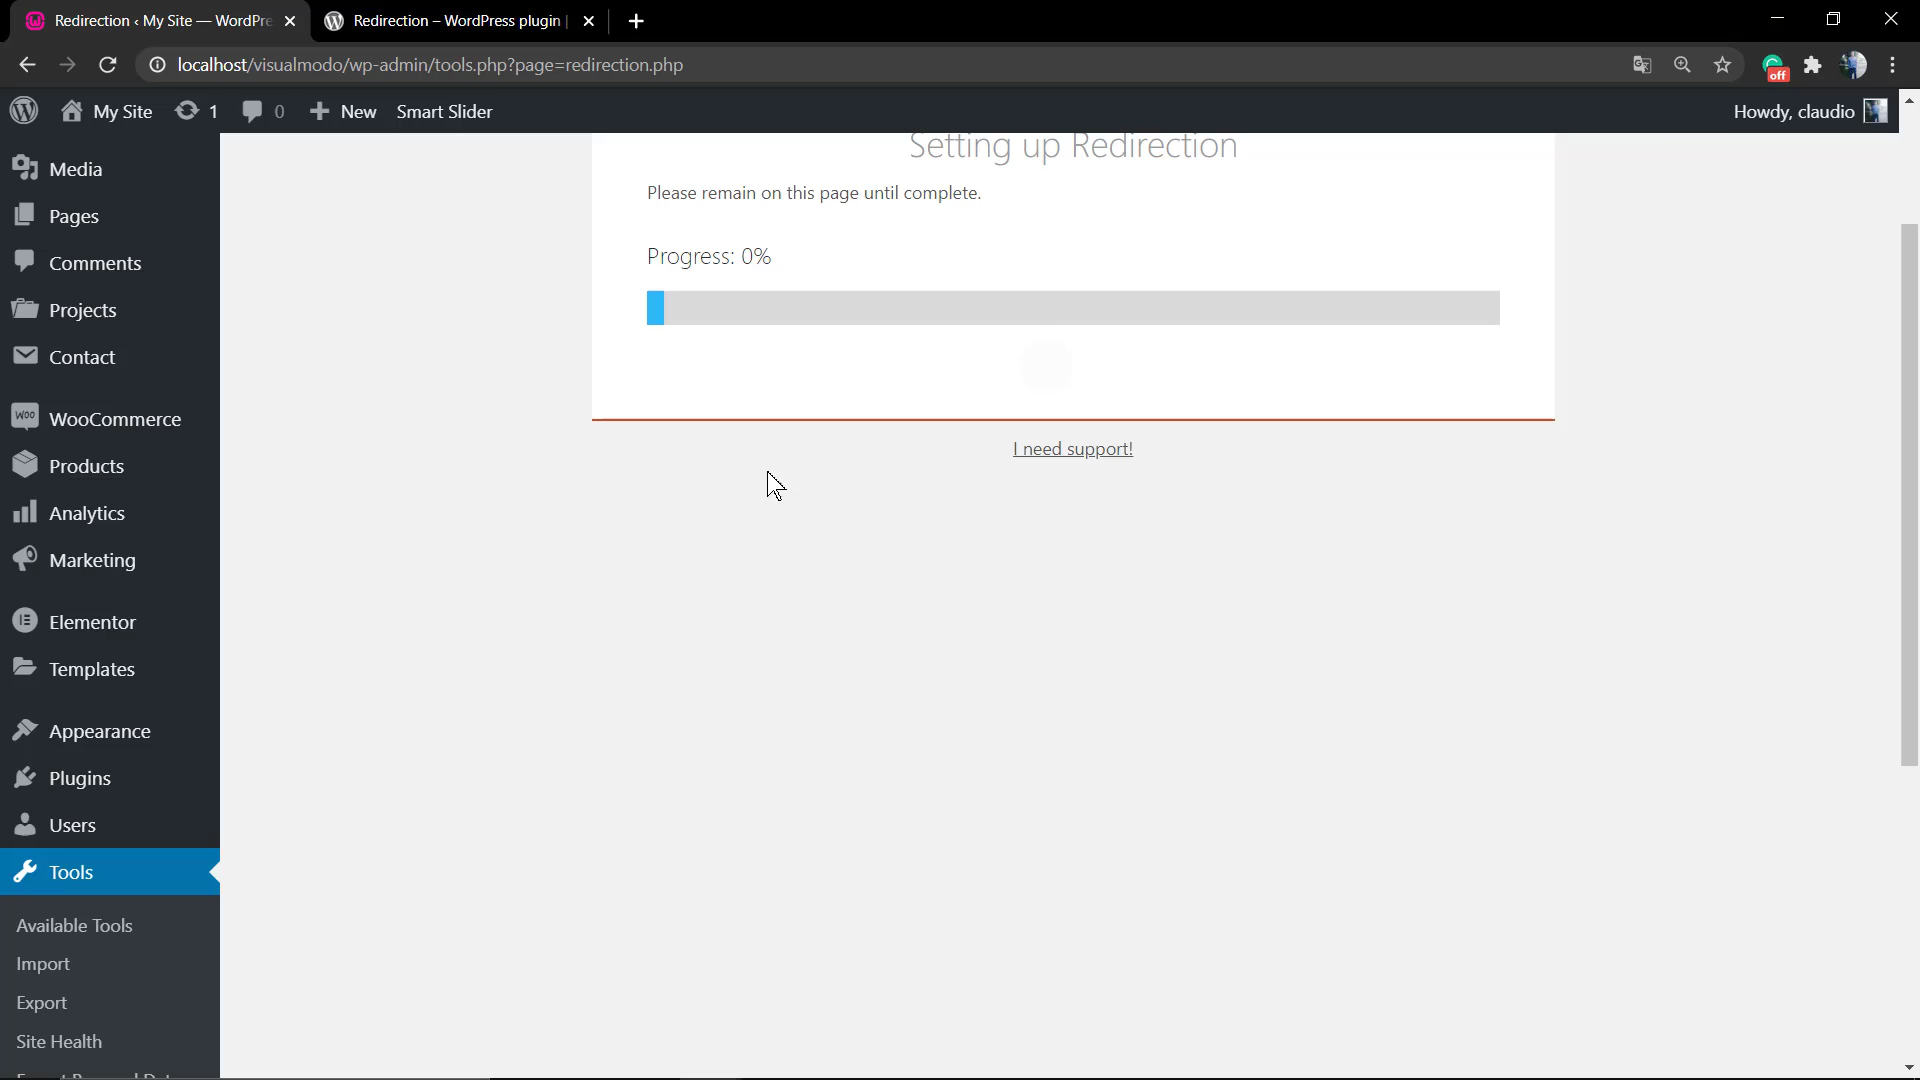 Redirection ‹ My Site — WordPre
Redirection – WordPress plugin |
localhost/visualmodo/wp-admin/tools.php?page=redirection.php
off
My Site
1
0
New
Smart Slider
Howdy, claudio
Media
Pages
Comments
Projects
Contact
WooCommerce
Products
Analytics
Marketing
Elementor
Templates
Appearance
Plugins
Users
Tools
Available Tools
Import
Export
Site Health
Setting up Redirection
Please remain on this page until complete.
Progress: 0%
I need support!